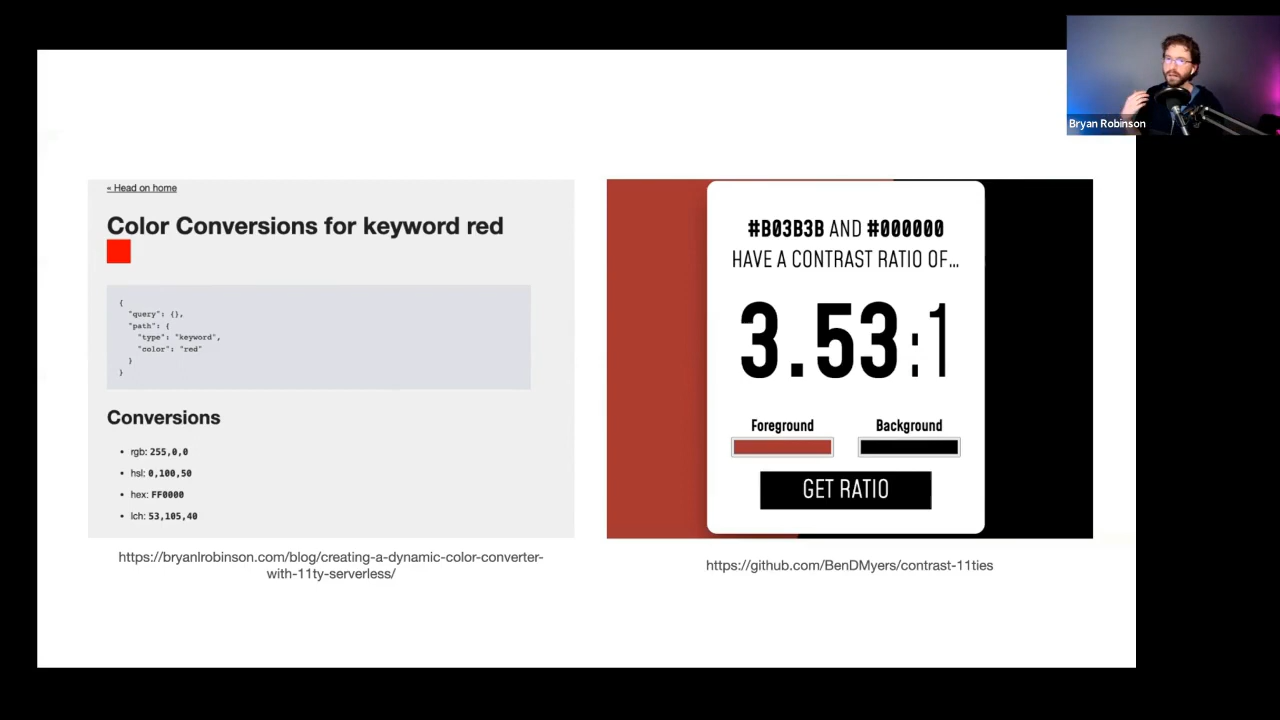 Bryan Robinson
« Head on home
Color Conversions for keyword red
{
"query": {},
"path": {
"type": "keyword",
"color": "red"
}
}
Conversions
• rgb: 255,0,0
• hsl: 0,100,50
• hex: FF0000
• lch: 53,105,40
https://bryanlrobinson.com/blog/creating-a-dynamic-color-converter-
with-11ty-serverless/
#B03B3B AND #000000
HAVE A CONTRAST RATIO OF...
3.53:1
Foreground Background
GET RATIO
https://github.com/BenDMyers/contrast-11ties